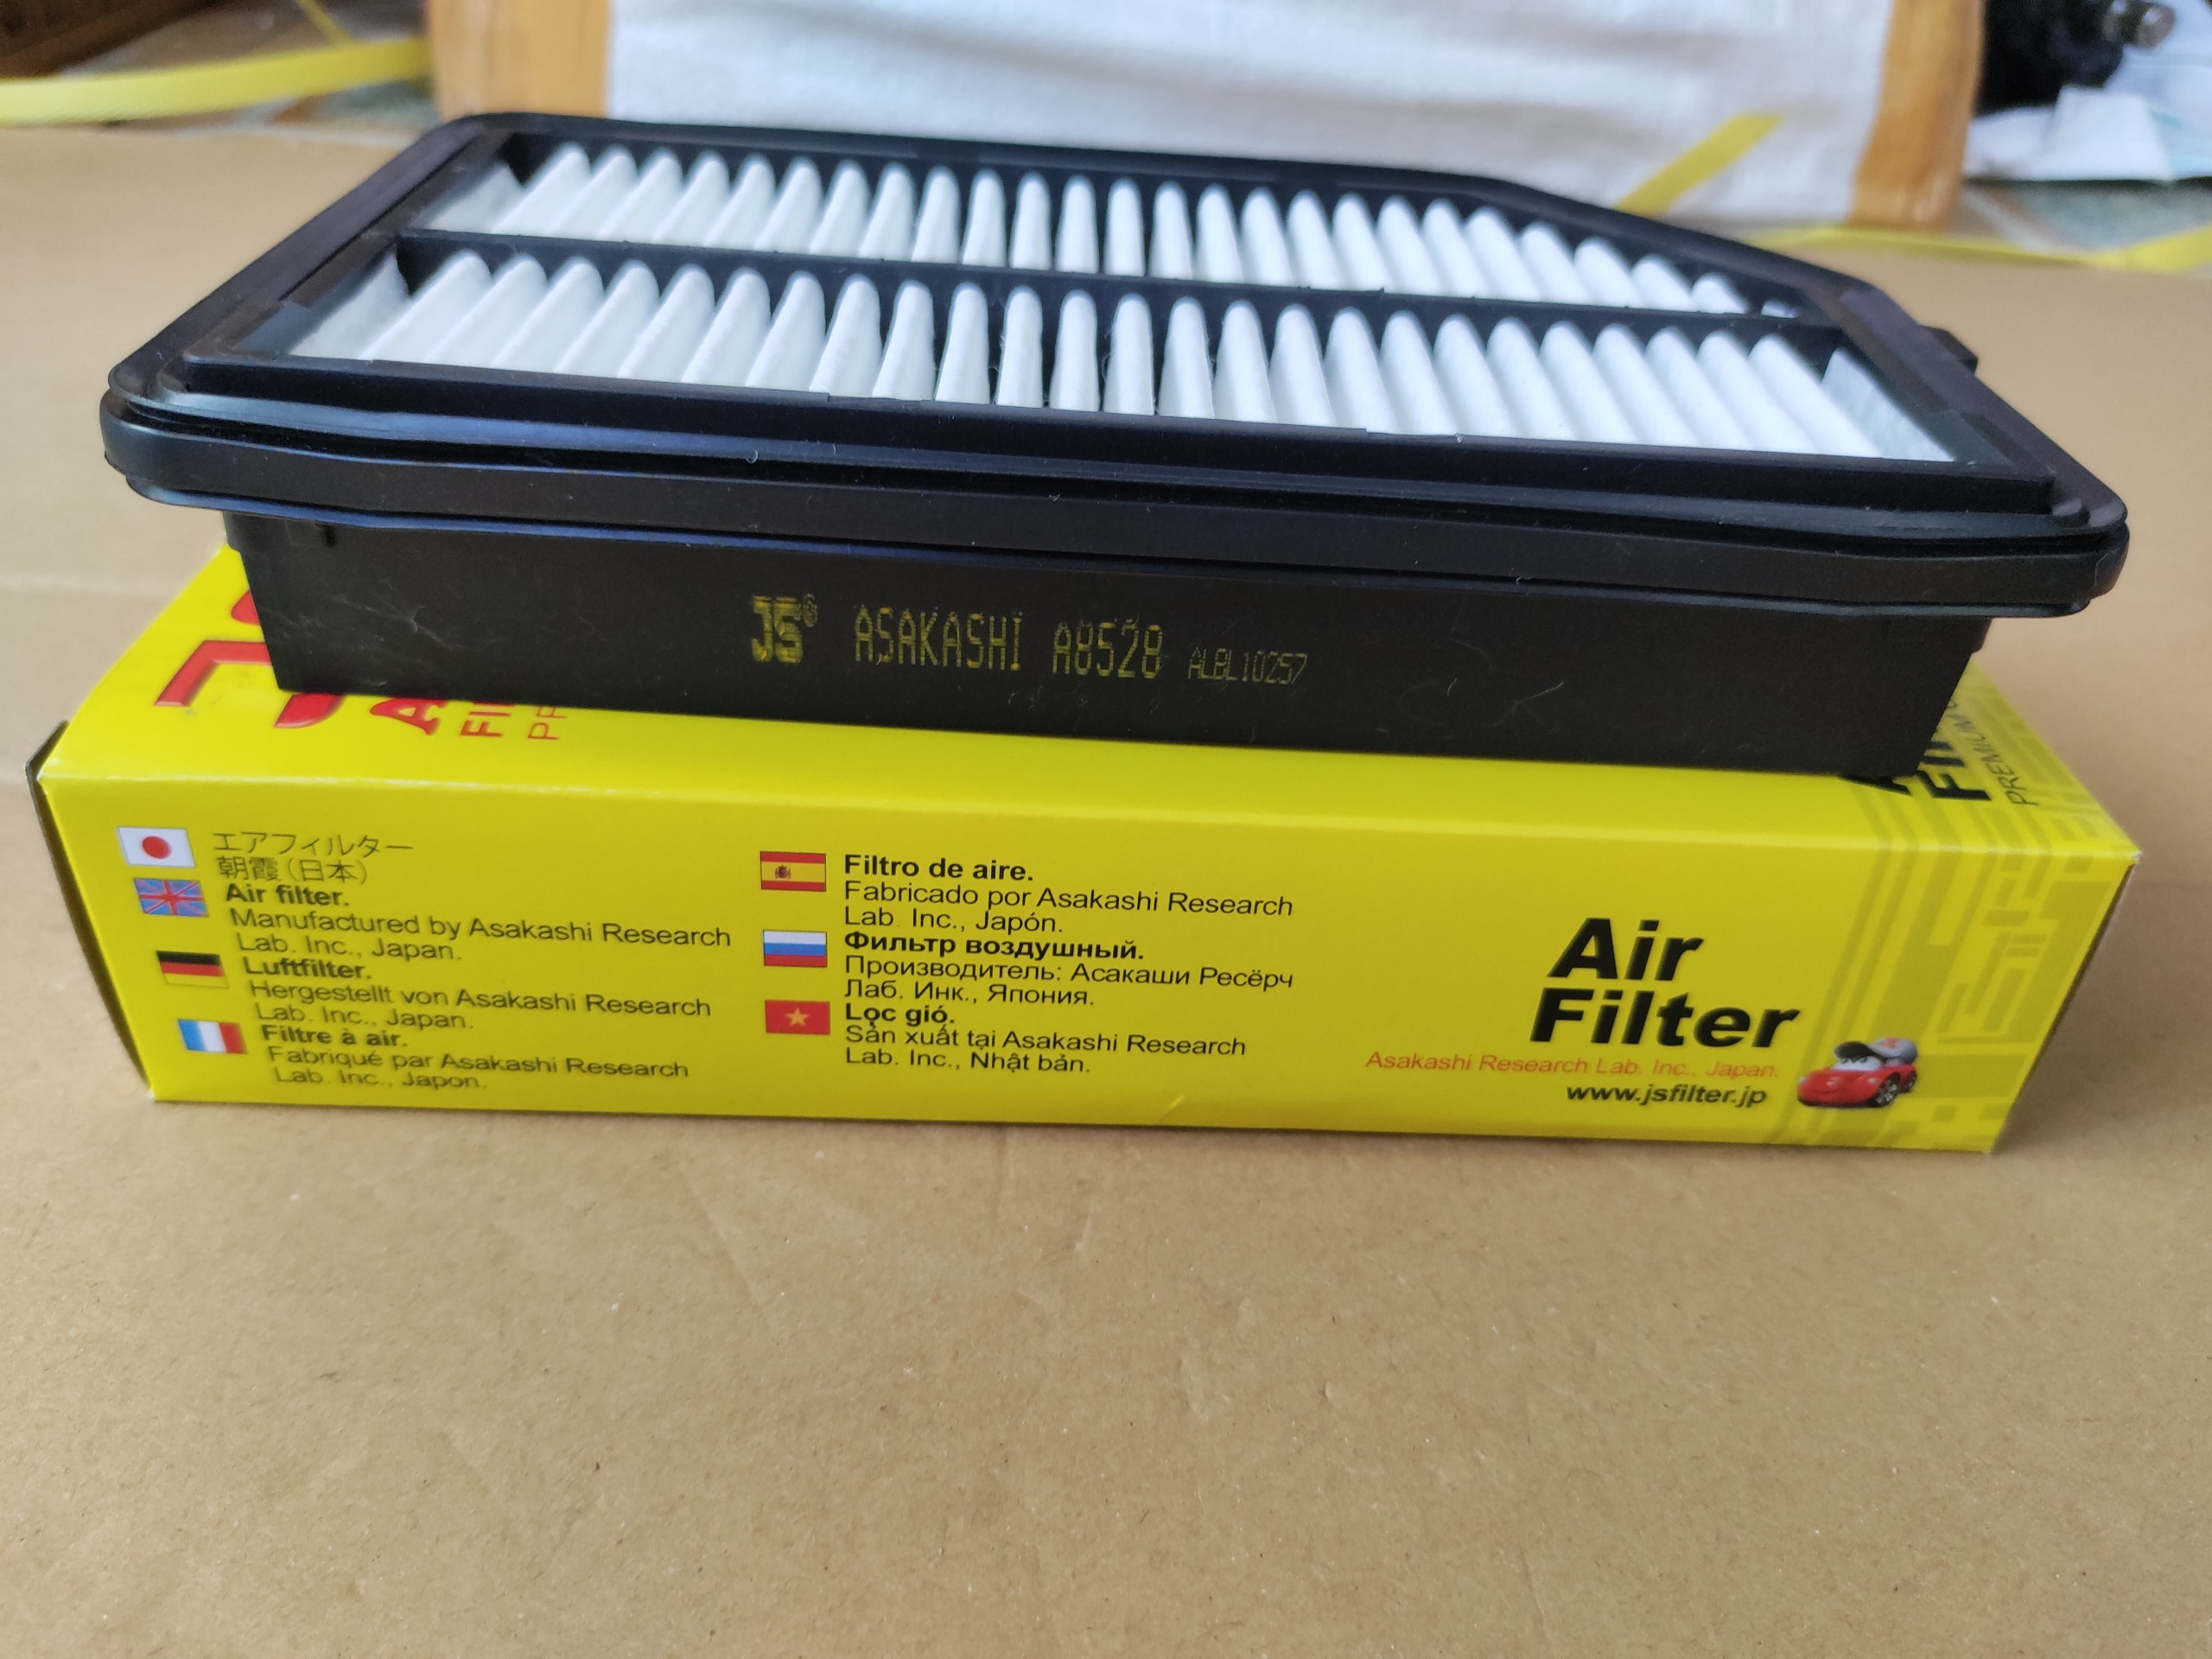 JS® ASAKASHI A8528 ALBL10257
エアフィルター
朝霞(日本)
Air filter.
Manufactured by Asakashi Research
Lab. Inc., Japan.
Luftfilter.
Hergestellt von Asakashi Research
Lab. Inc., Japan.
Filtre à air.
Fabriqué par Asakashi Research
Lab. Inc., Japon.
Filtro de aire.
Fabricado por Asakashi Research
Lab. Inc., Japón.
Фильтр воздушный.
Производитель: Асакаши Ресёрч
Лаб. Инк., Япония.
Lọc gió.
Sản xuất tại Asakashi Research
Lab. Inc., Nhật bản.
Air
Filter
Asakashi Research Lab. Inc., Japan.
www.jsfilter.jp
PREMIUM